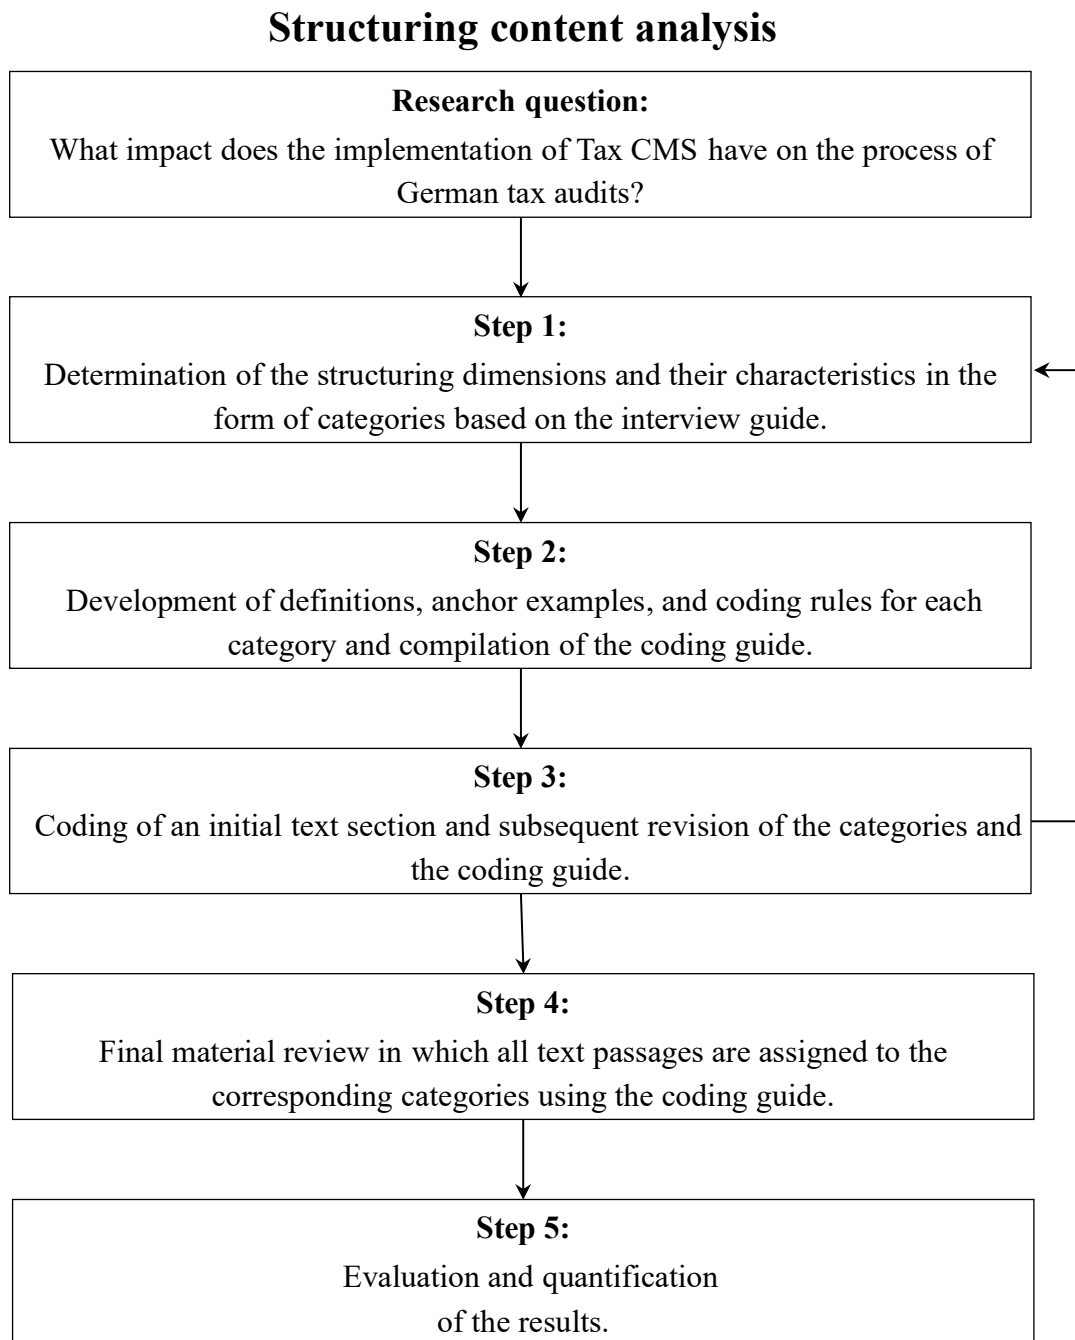 Structuring content analysis
Research question:
What impact does the implementation of Tax CMS have on the process of
German tax audits?
Step 1:
Determination of the structuring dimensions and their characteristics in the
form of categories based on the interview guide.
Step 2:
Development of definitions, anchor examples, and coding rules for each
category and compilation of the coding guide.
Step 3:
Coding of an initial text section and subsequent revision of the categories and
the coding guide.
Step 4:
Final material review in which all text passages are assigned to the
corresponding categories using the coding guide.
Step 5:
Evaluation and quantification
of the results.